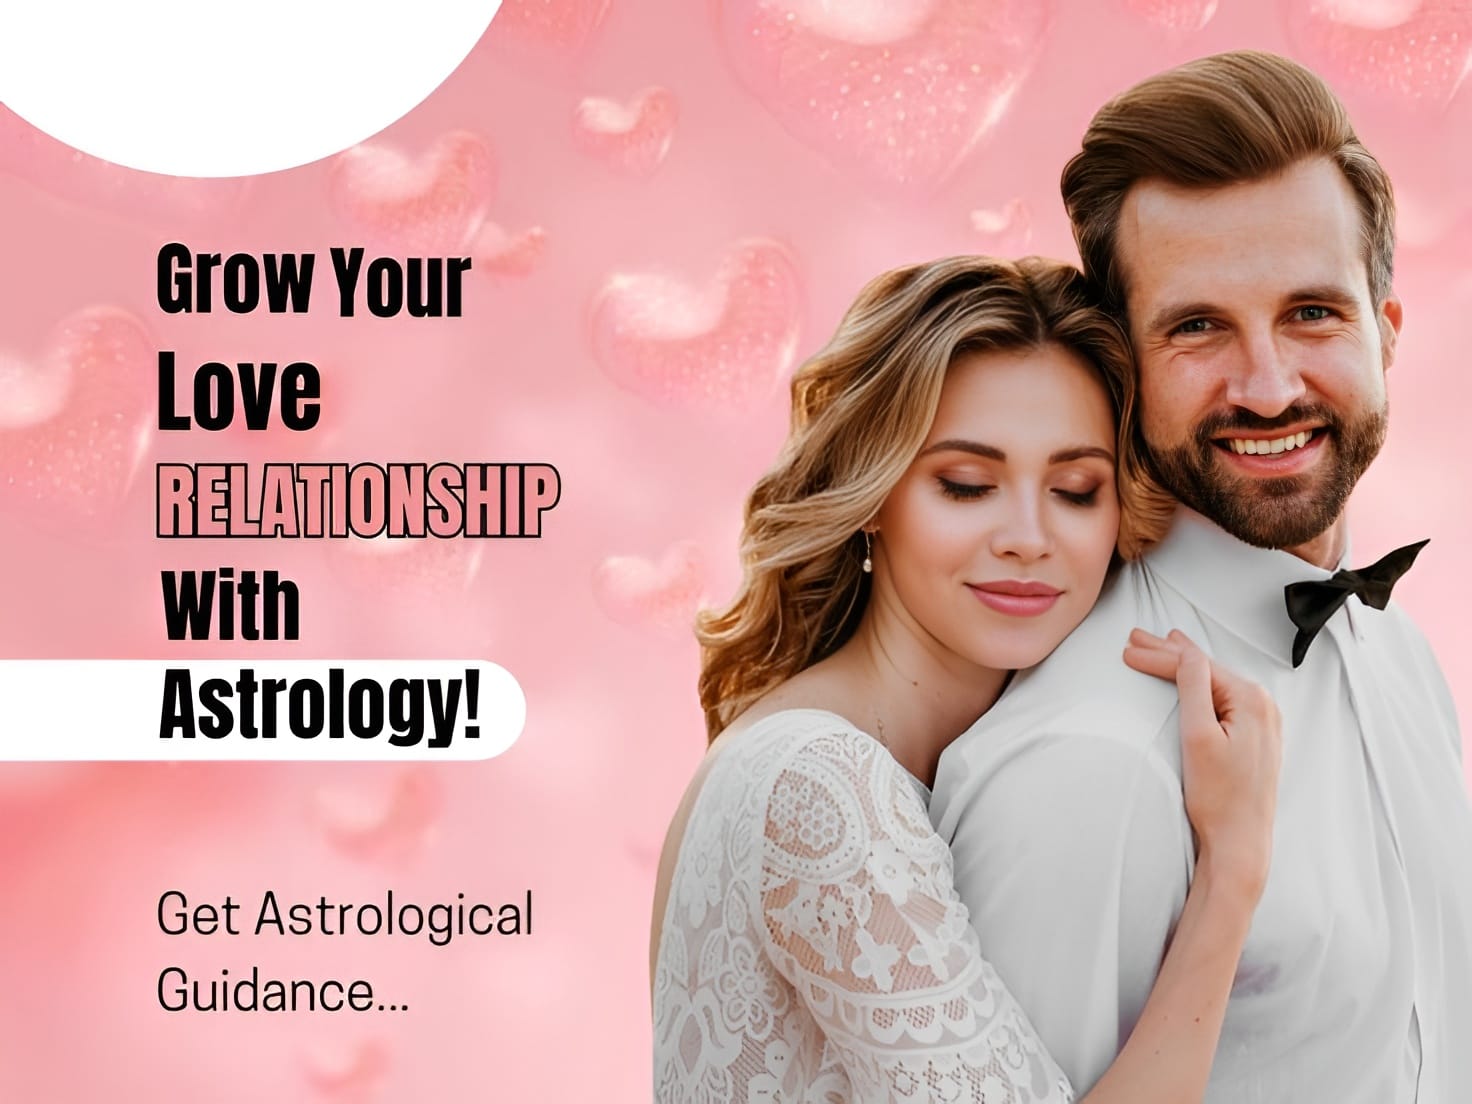 Grow Your
Love
RELATIONSHIP
With
Astrology!
Get Astrological
Guidance...